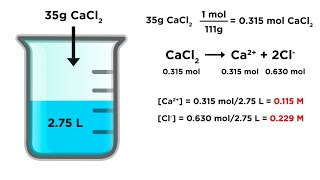 35g CaCl₂
2.75 L
35g CaCl₂ 1 mol/111g = 0.315 mol CaCl₂
CaCl₂ → Ca²⁺ + 2Cl⁻
0.315 mol 0.315 mol 0.630 mol
[Ca²⁺] = 0.315 mol/2.75 L = 0.115 M
[Cl⁻] = 0.630 mol/2.75 L = 0.229 M